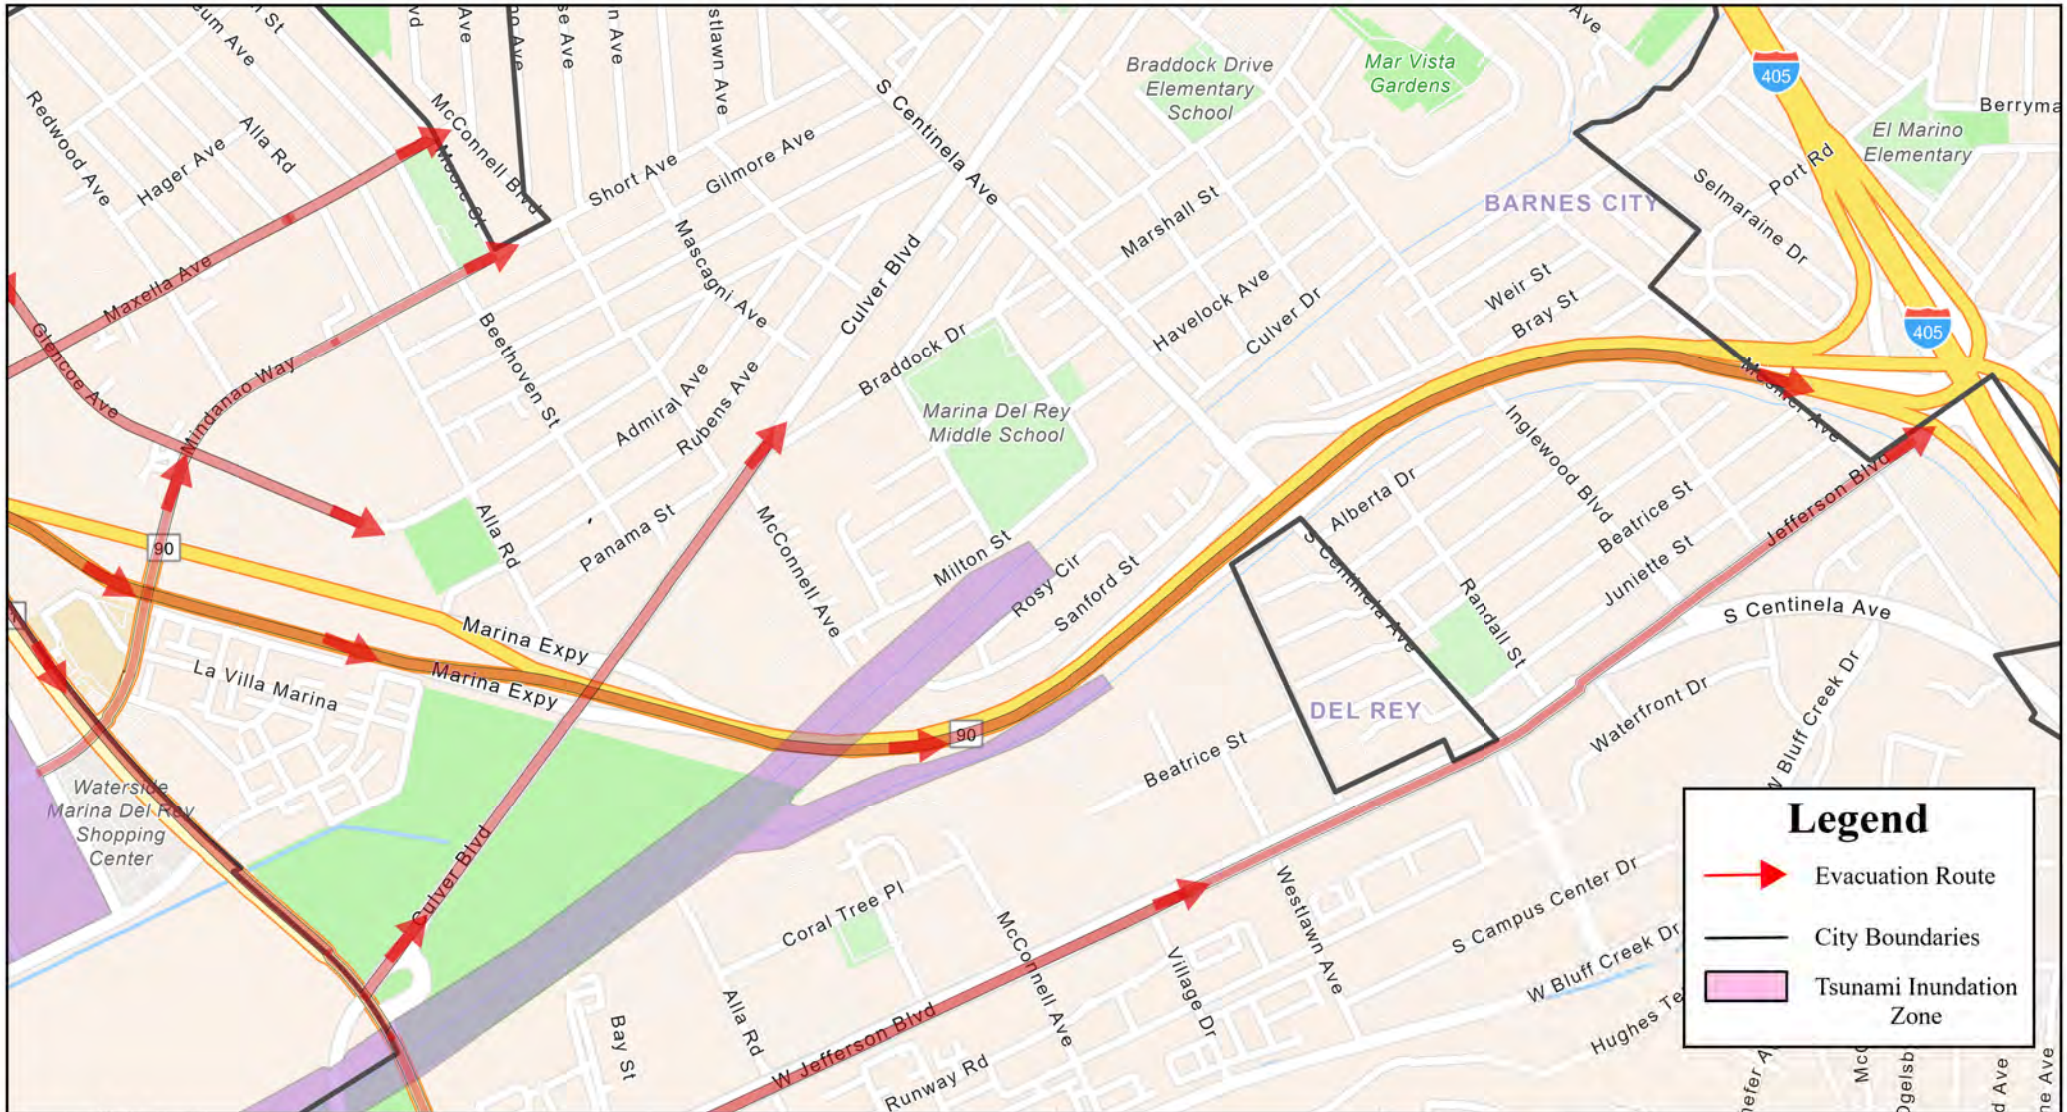 St
Ave
Redwood Ave
Hager Ave
Alla Rd
McConnell Blvd
Moore St
Ave
Ave
Short Ave
Gilmore Ave
S Centinela Ave
Braddock Drive
Elementary
School
Mar Vista
Gardens
Ave
405
El Marino
Elementary
Port Rd
Selmaraine Dr
BARNES CITY
Marshall St
Mascagni Ave
Culver Blvd
Maxella Ave
Glencoe Ave
Mindanao Way
Beethoven St
Admiral Ave
Rubens Ave
Braddock Dr
Havelock Ave
Culver Dr
Weir St
Bray St
405
Marina Del Rey
Middle School
Mesmer Ave
Inglewood Blvd
Alberta Dr
Beatrice St
Juniette St
Jefferson Blvd
90
Alla Rd
Panama St
McConnell Ave
Milton St
Rosy Cir
Sanford St
S Centinela Ave
Randall St
S Centinela Ave
Marina Expy
Marina Expy
La Villa Marina
90
DEL REY
Beatrice St
Waterfront Dr
W Bluff Creek Dr
Waterside
Marina Del Rey
Shopping
Center
Culver Blvd
Coral Tree Pl
McConnell Ave
Westlawn Ave
Village Dr
S Campus Center Dr
W Bluff Creek Dr
Alla Rd
Bay St
W Jefferson Blvd
Runway Rd
Legend
Evacuation Route
City Boundaries
Tsunami Inundation
Zone